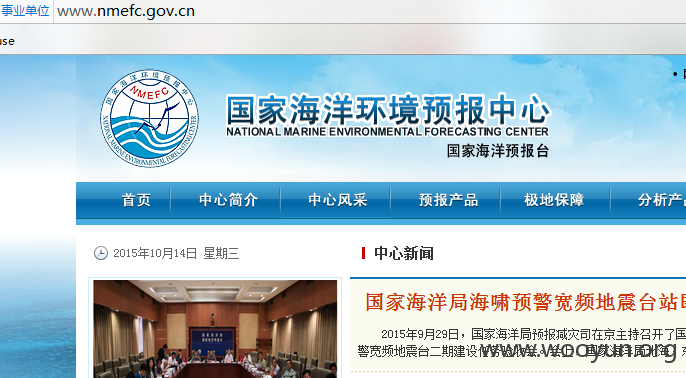 事业单位 www.nmefc.gov.cn
use
国家海洋环境预报中心
NMEFC
NATIONAL MARINE ENVIRONMENTAL FORECASTING CENTER
国家海洋环境预报中心
NATIONAL MARINE ENVIRONMENTAL FORECASTING CENTER
国家海洋预报台
首页 中心简介 中心风采 预报产品 极地保障 分析产
2015年10月14日 星期三
中心新闻
国家海洋局海啸预警宽频地震台站
2015年9月29日，国家海洋局预报减灾司在京主持召开了国
警宽频地震台二期建设任务
www.wooyun.org